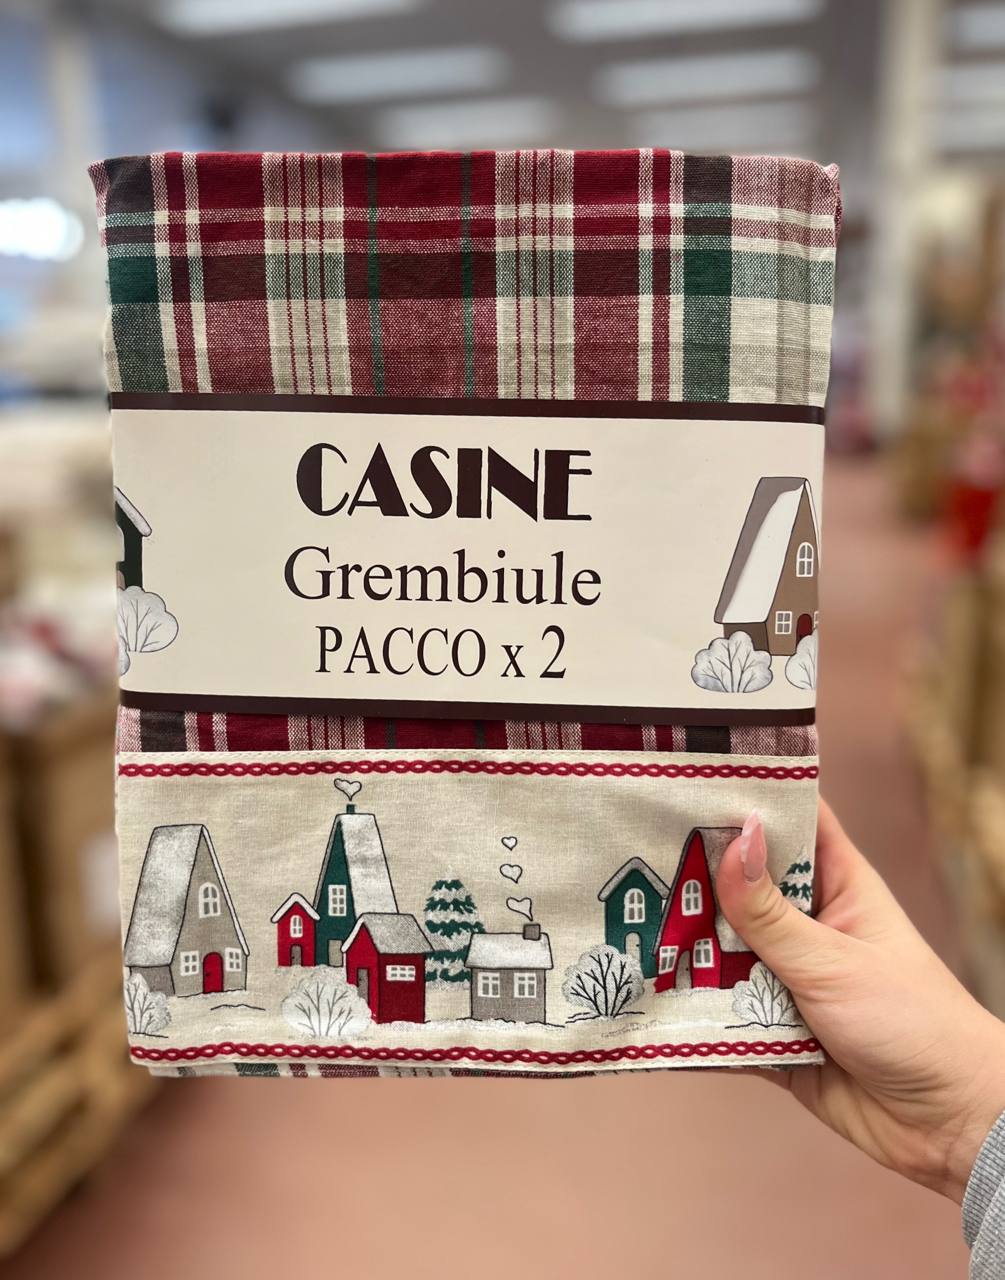 CASINE
Grembiule
PACCO x 2